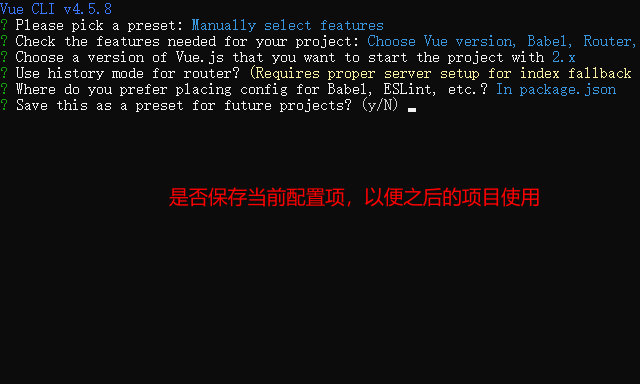 Vue CLI v4.5.8
? Please pick a preset: Manually select features
? Check the features needed for your project: Choose Vue version, Babel, Router,
? Choose a version of Vue.js that you want to start the project with 2.x
? Use history mode for router? (Requires proper server setup for index fallback
? Where do you prefer placing config for Babel, ESLint, etc.? In package.json
? Save this as a preset for future projects? (y/N)
是否保存当前配置项，以便之后的项目使用